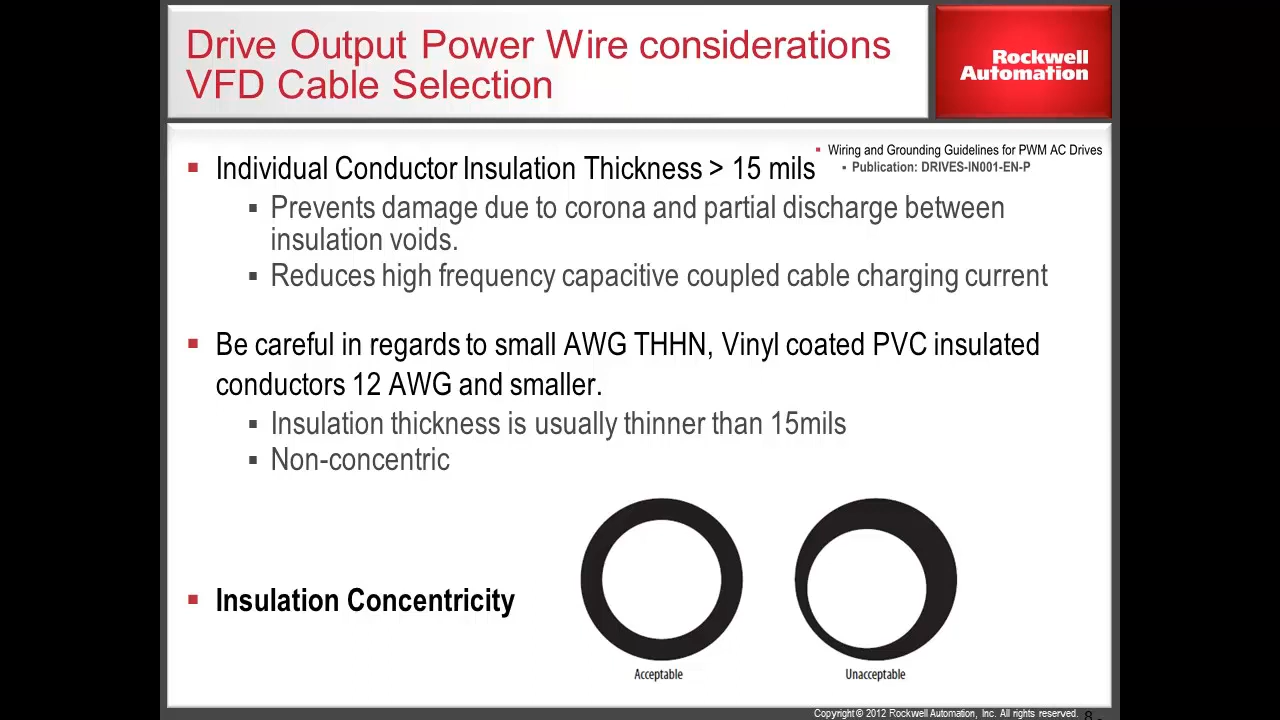 Drive Output Power Wire considerations
VFD Cable Selection
Rockwell
Automation
Wiring and Grounding Guidelines for PWM AC Drives
Publication: DRIVES-IN001-EN-P
Individual Conductor Insulation Thickness > 15 mils
Prevents damage due to corona and partial discharge between
insulation voids.
Reduces high frequency capacitive coupled cable charging current
Be careful in regards to small AWG THHN, Vinyl coated PVC insulated
conductors 12 AWG and smaller.
Insulation thickness is usually thinner than 15mils
Non-concentric
Insulation Concentricity
Acceptable
Unacceptable
Copyright © 2012 Rockwell Automation, Inc. All rights reserved.